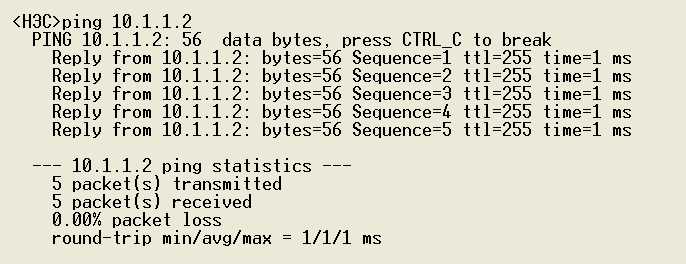 <H3C>ping 10.1.1.2
  PING 10.1.1.2: 56  data bytes, press CTRL_C to break
    Reply from 10.1.1.2: bytes=56 Sequence=1 ttl=255 time=1 ms
    Reply from 10.1.1.2: bytes=56 Sequence=2 ttl=255 time=1 ms
    Reply from 10.1.1.2: bytes=56 Sequence=3 ttl=255 time=1 ms
    Reply from 10.1.1.2: bytes=56 Sequence=4 ttl=255 time=1 ms
    Reply from 10.1.1.2: bytes=56 Sequence=5 ttl=255 time=1 ms

  --- 10.1.1.2 ping statistics ---
    5 packet(s) transmitted
    5 packet(s) received
    0.00% packet loss
    round-trip min/avg/max = 1/1/1 ms